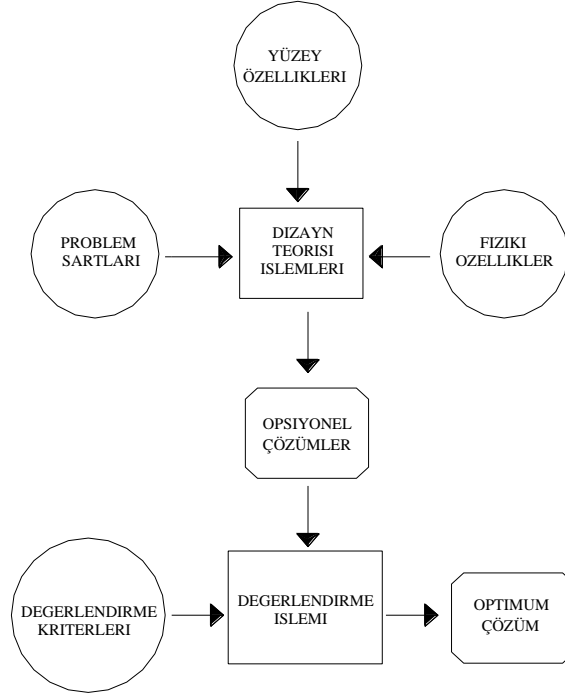 YÜZEY
ÖZELLIKLERI
PROBLEM
SARTLARI
DIZAYN
TEORISI
ISLEMLERI
FIZIKI
OZELLIKLER
OPSIYONEL
ÇÖZÜMLER
DEGERLENDIRME
KRITERLERI
DEGERLENDIRME
ISLEMI
OPTIMUM
ÇÖZÜM